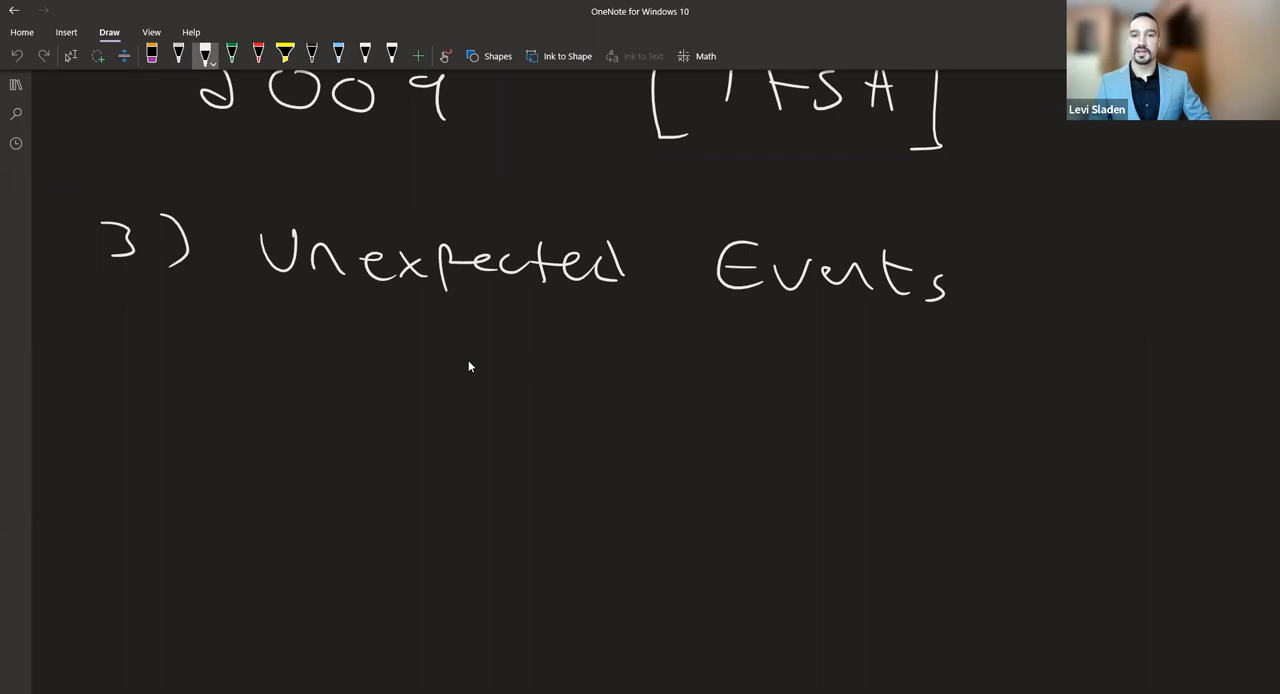 OneNote for Windows 10
Home Insert Draw View Help
Shapes Ink to Shape Ink to Text Math
Levi Sladen
2009 [TFSA]
3) Unexpected Events